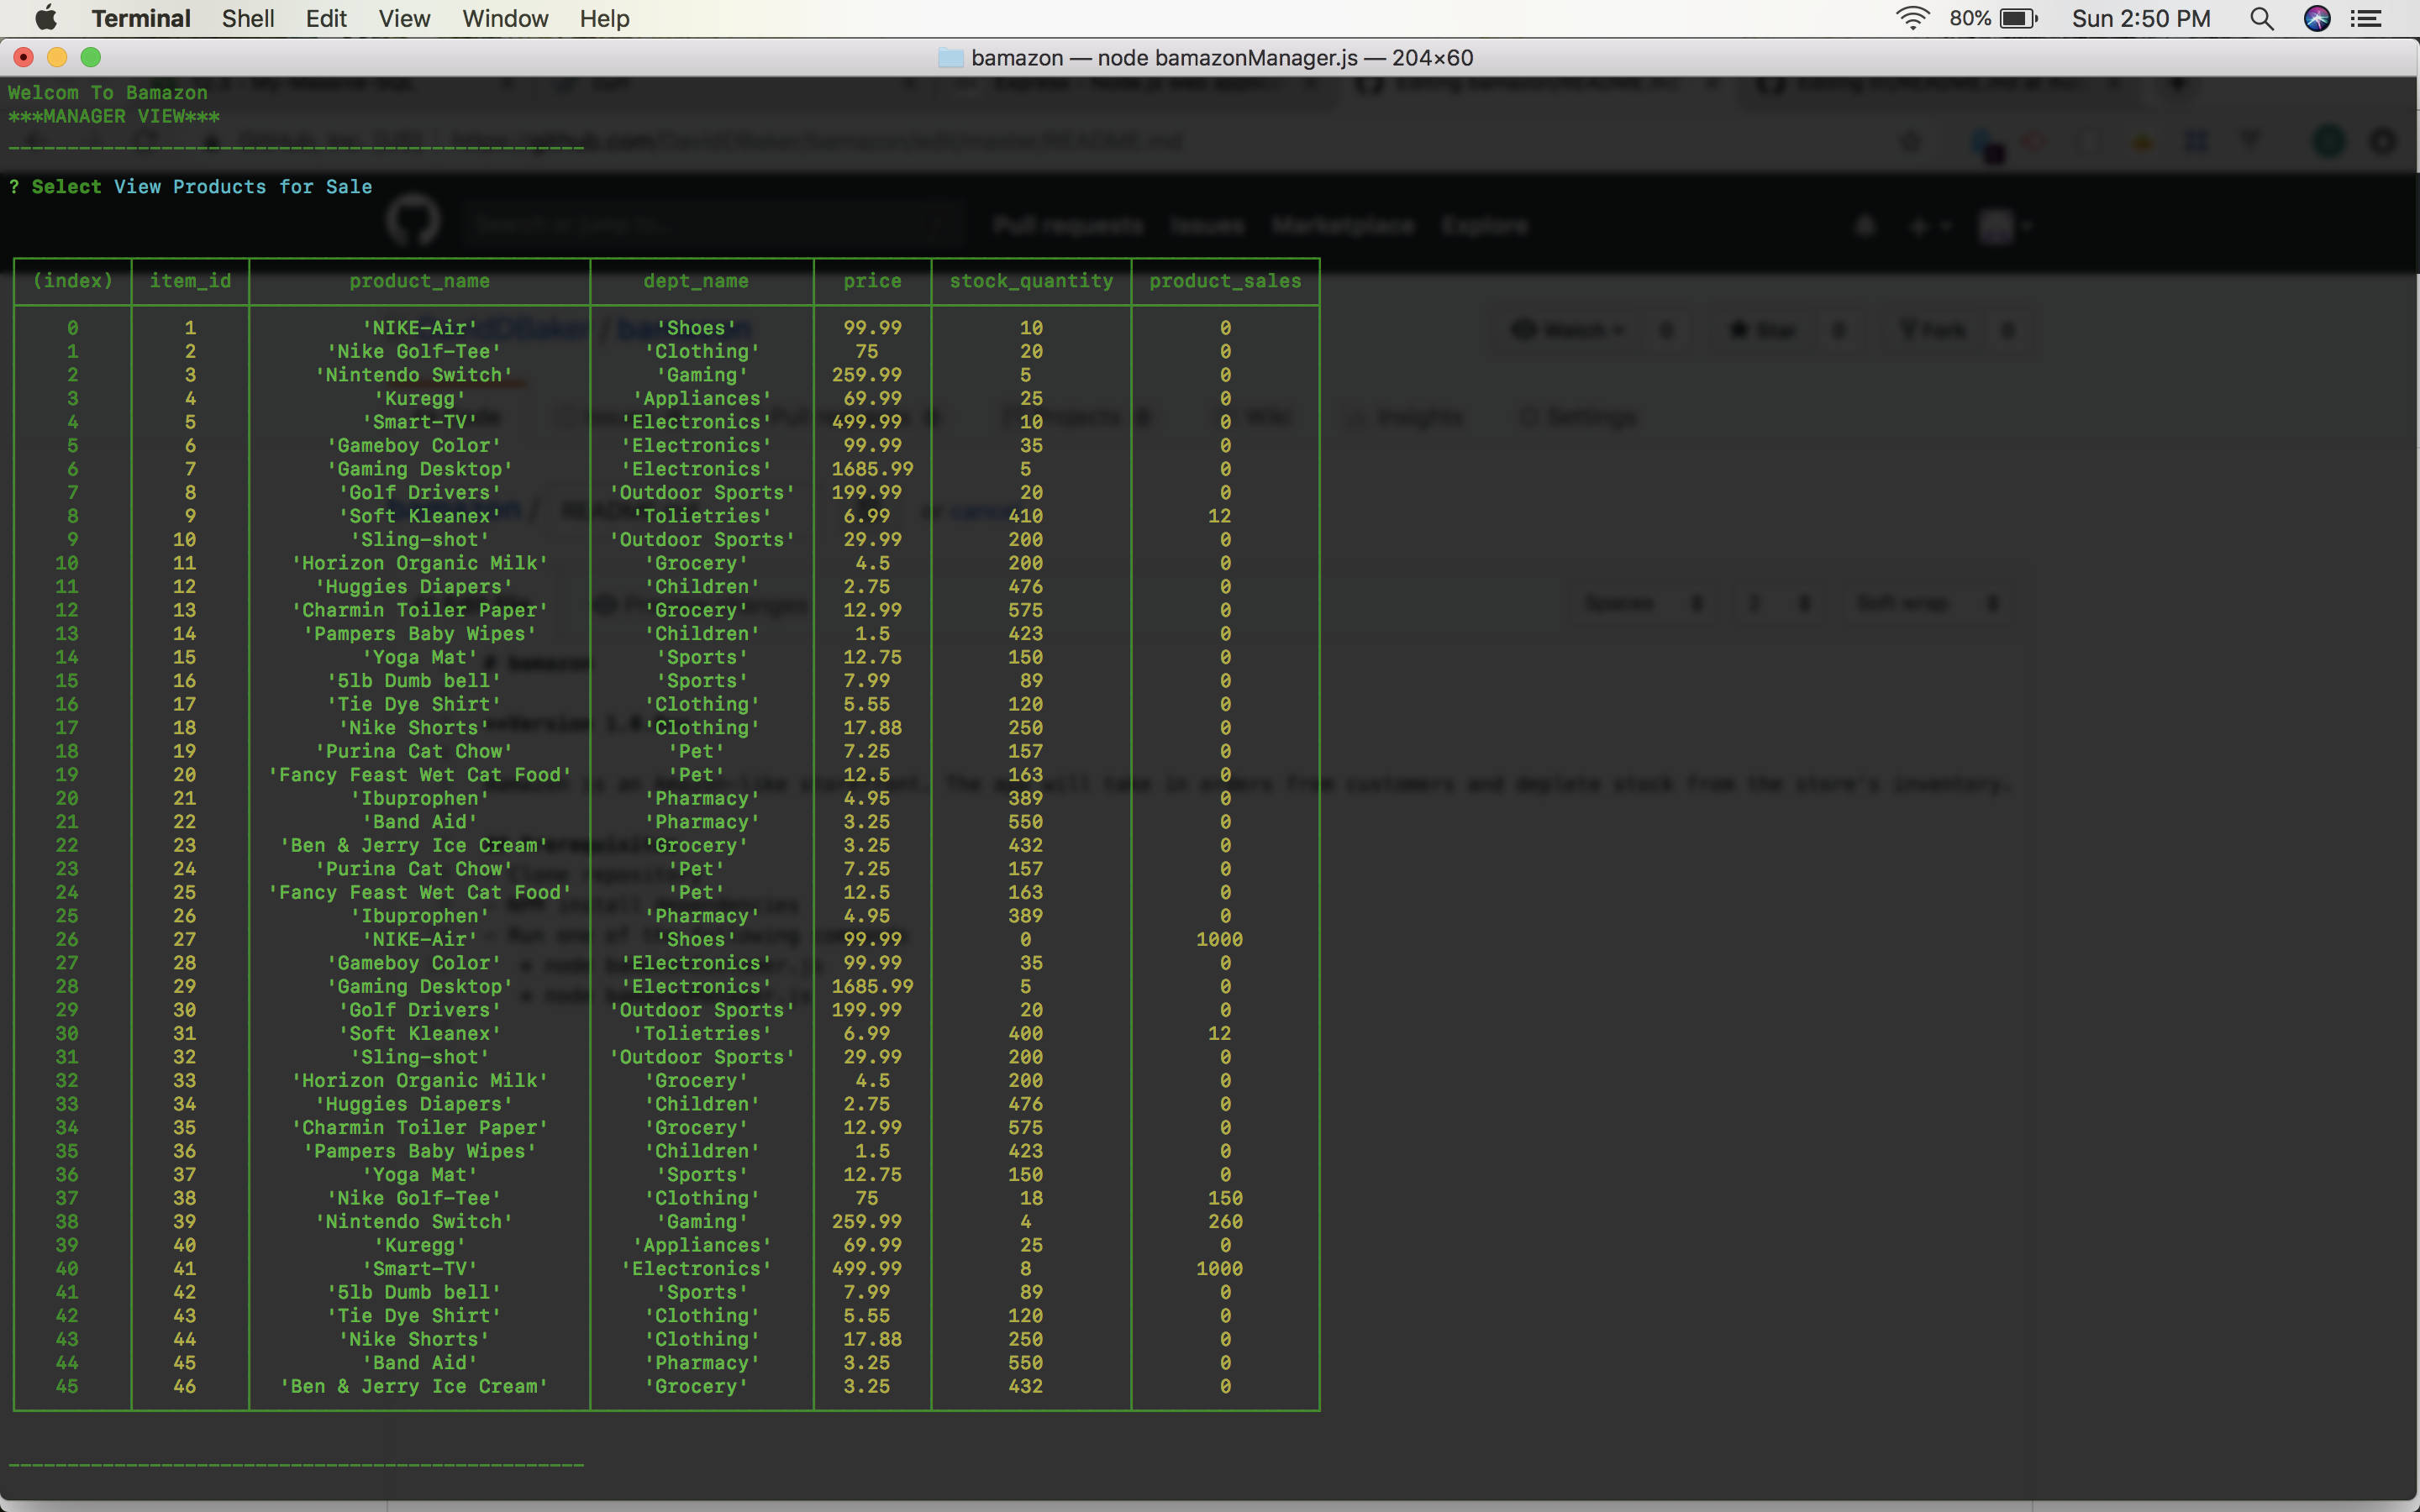 Terminal Shell Edit View Window Help 80% Sun 2:50 PM
bamazon — node bamazonManager.js — 204×60
Welcom To Bamazon
***MANAGER VIEW***
? Select View Products for Sale
Pull requests Issues Marketplace Explore
(index) item_id product_name dept_name price stock_quantity product_sales
0 1 'NIKE-Air' 'Shoes' 99.99 10 0
1 2 'Nike Golf-Tee' 'Clothing' 75 20 0
2 3 'Nintendo Switch' 'Gaming' 259.99 5 0
3 4 'Kuregg' 'Appliances' 69.99 25 0
4 5 'Smart-TV' 'Electronics' 499.99 10 0
5 6 'Gameboy Color' 'Electronics' 99.99 35 0
6 7 'Gaming Desktop' 'Electronics' 1685.99 5 0
7 8 'Golf Drivers' 'Outdoor Sports' 199.99 20 0
8 9 'Soft Kleanex' 'Tolietries' 6.99 410 12
9 10 'Sling-shot' 'Outdoor Sports' 29.99 200 0
10 11 'Horizon Organic Milk' 'Grocery' 4.5 200 0
11 12 'Huggies Diapers' 'Children' 2.75 476 0
12 13 'Charmin Toiler Paper' 'Grocery' 12.99 575 0
13 14 'Pampers Baby Wipes' 'Children' 1.5 423 0
14 15 'Yoga Mat' 'Sports' 12.75 150 0
15 16 '5lb Dumb bell' 'Sports' 7.99 89 0
16 17 'Tie Dye Shirt' 'Clothing' 5.55 120 0
17 18 'Nike Shorts' 'Clothing' 17.88 250 0
18 19 'Purina Cat Chow' 'Pet' 7.25 157 0
19 20 'Fancy Feast Wet Cat Food' 'Pet' 12.5 163 0
20 21 'Ibuprophen' 'Pharmacy' 4.95 389 0
21 22 'Band Aid' 'Pharmacy' 3.25 550 0
22 23 'Ben & Jerry Ice Cream' 'Grocery' 3.25 432 0
23 24 'Purina Cat Chow' 'Pet' 7.25 157 0
24 25 'Fancy Feast Wet Cat Food' 'Pet' 12.5 163 0
25 26 'Ibuprophen' 'Pharmacy' 4.95 389 0
26 27 'NIKE-Air' 'Shoes' 99.99 0 1000
27 28 'Gameboy Color' 'Electronics' 99.99 35 0
28 29 'Gaming Desktop' 'Electronics' 1685.99 5 0
29 30 'Golf Drivers' 'Outdoor Sports' 199.99 20 0
30 31 'Soft Kleanex' 'Tolietries' 6.99 400 12
31 32 'Sling-shot' 'Outdoor Sports' 29.99 200 0
32 33 'Horizon Organic Milk' 'Grocery' 4.5 200 0
33 34 'Huggies Diapers' 'Children' 2.75 476 0
34 35 'Charmin Toiler Paper' 'Grocery' 12.99 575 0
35 36 'Pampers Baby Wipes' 'Children' 1.5 423 0
36 37 'Yoga Mat' 'Sports' 12.75 150 0
37 38 'Nike Golf-Tee' 'Clothing' 75 18 150
38 39 'Nintendo Switch' 'Gaming' 259.99 4 260
39 40 'Kuregg' 'Appliances' 69.99 25 0
40 41 'Smart-TV' 'Electronics' 499.99 8 1000
41 42 '5lb Dumb bell' 'Sports' 7.99 89 0
42 43 'Tie Dye Shirt' 'Clothing' 5.55 120 0
43 44 'Nike Shorts' 'Clothing' 17.88 250 0
44 45 'Band Aid' 'Pharmacy' 3.25 550 0
45 46 'Ben & Jerry Ice Cream' 'Grocery' 3.25 432 0